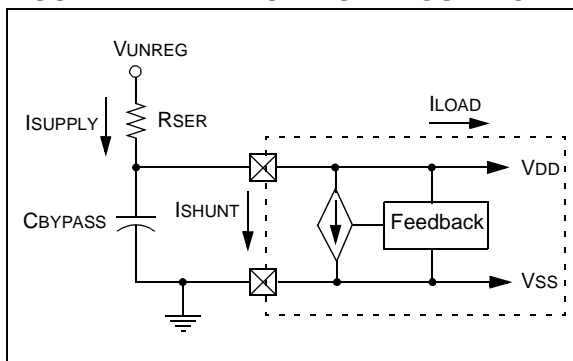 VUNREG
ILOAD
ISUPPLY
RSER
VDD
CBYPASS
ISHUNT
Feedback
VSS